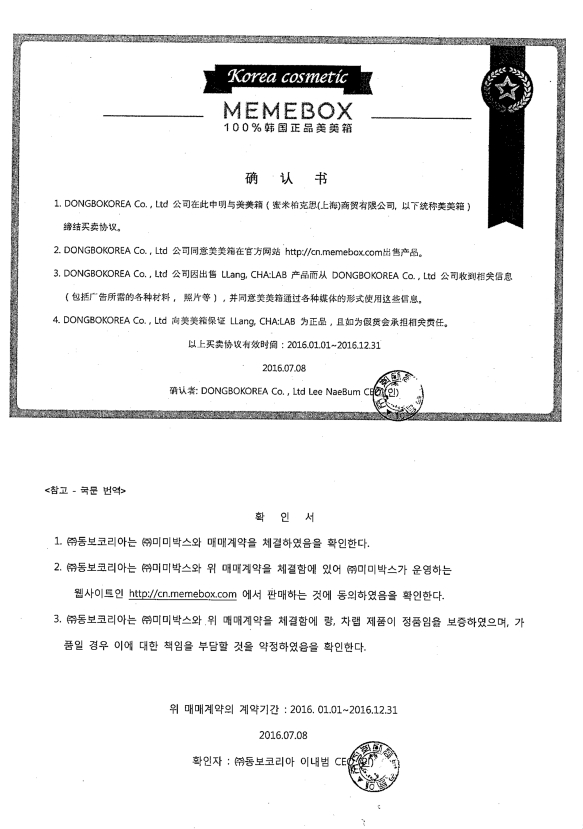 Korea cosmetic
MEMEBOX
100%韩国正品美美箱
确 认 书
1. DONGBOKOREA Co. , Ltd 公司在此申明与美美箱 ( 蜜米柏克思(上海)商贸有限公司, 以下统称美美箱 )
缔结买卖协议。
2. DONGBOKOREA Co. , Ltd 公司同意美美箱在官方网站 http://cn.memebox.com出售产品。
3. DONGBOKOREA Co. , Ltd 公司因出售 LLang, CHA:LAB 产品而从 DONGBOKOREA Co. , Ltd 公司收到相关信息
( 包括广告所需的各种材料 , 照片等 ) , 并同意美美箱通过各种媒体的形式使用这些信息。
4. DONGBOKOREA Co. , Ltd 向美美箱保证 LLang, CHA:LAB 为正品 , 且如为假货会承担相关责任。
以上买卖协议有效时间 : 2016.01.01~2016.12.31
2016.07.08
确认者: DONGBOKOREA Co. , Ltd Lee NaeBum CEO(인)
<참고 - 국문 번역>
확 인 서
1. ㈜동보코리아는 ㈜미미박스와 매매계약을 체결하였음을 확인한다.
2. ㈜동보코리아는 ㈜미미박스와 위 매매계약을 체결함에 있어 ㈜미미박스가 운영하는
웹사이트인 http://cn.memebox.com 에서 판매하는 것에 동의하였음을 확인한다.
3. ㈜동보코리아는 ㈜미미박스와 위 매매계약을 체결함에 랑, 차랩 제품이 정품임을 보증하였으며, 가
품일 경우 이에 대한 책임을 부담할 것을 약정하였음을 확인한다.
위 매매계약의 계약기간 : 2016. 01.01~2016.12.31
2016.07.08
확인자 : ㈜동보코리아 이내범 CEO(인)